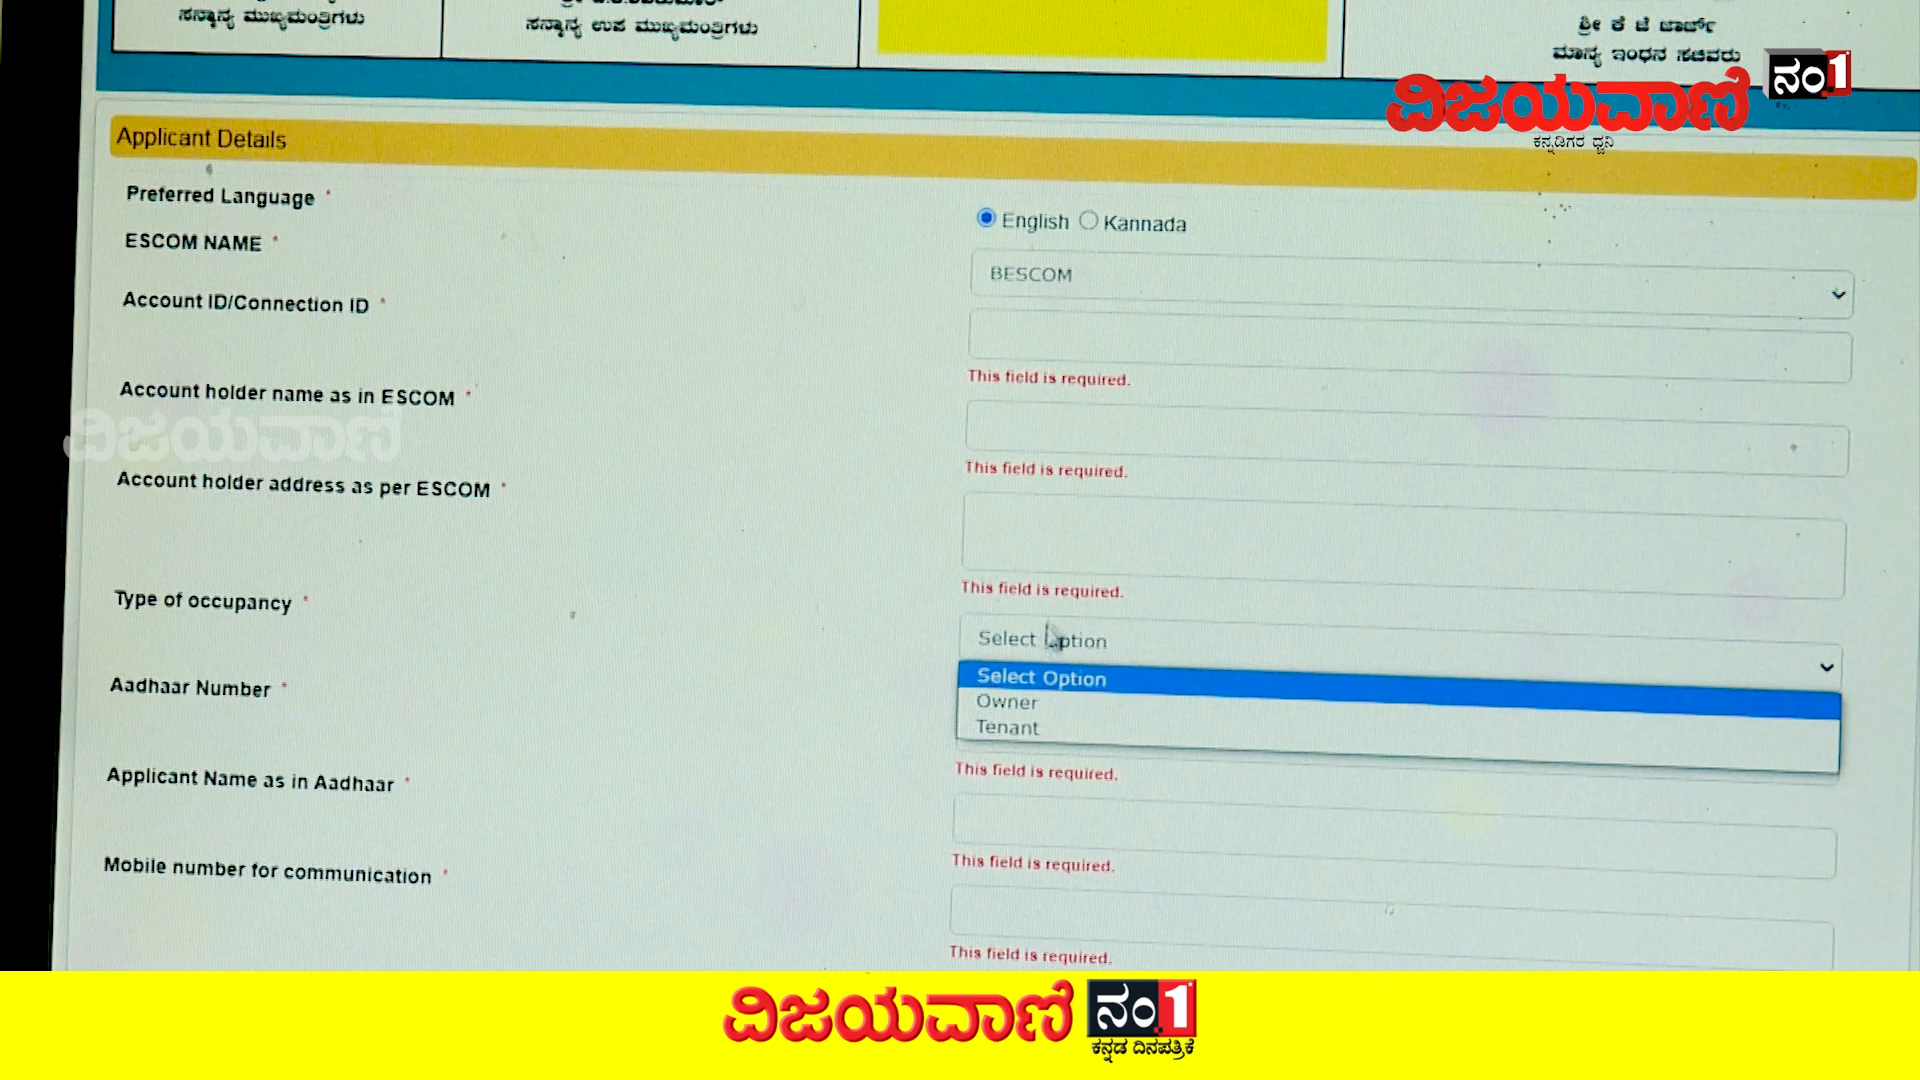 ಸನ್ಮಾನ್ಯ ಮುಖ್ಯಮಂತ್ರಿಗಳು
ಸನ್ಮಾನ್ಯ ಉಪ ಮುಖ್ಯಮಂತ್ರಿಗಳು
ಶ್ರೀ ಕೆ ಜೆ ಜಾರ್ಜ್
ಮಾನ್ಯ ಇಂಧನ ಸಚಿವರು
ವಿಜಯವಾಣಿ ನಂ.1
ಕನ್ನಡಿಗರ ಧ್ವನಿ
Applicant Details
Preferred Language *
English Kannada
ESCOM NAME *
BESCOM
Account ID/Connection ID *
This field is required.
Account holder name as in ESCOM *
This field is required.
ವಿಜಯವಾಣಿ
Account holder address as per ESCOM *
This field is required.
Type of occupancy *
Select Option
Select Option
Owner
Tenant
Aadhaar Number *
This field is required.
Applicant Name as in Aadhaar *
This field is required.
Mobile number for communication *
This field is required.
ವಿಜಯವಾಣಿ ನಂ.1
ಕನ್ನಡ ದಿನಪತ್ರಿಕೆ